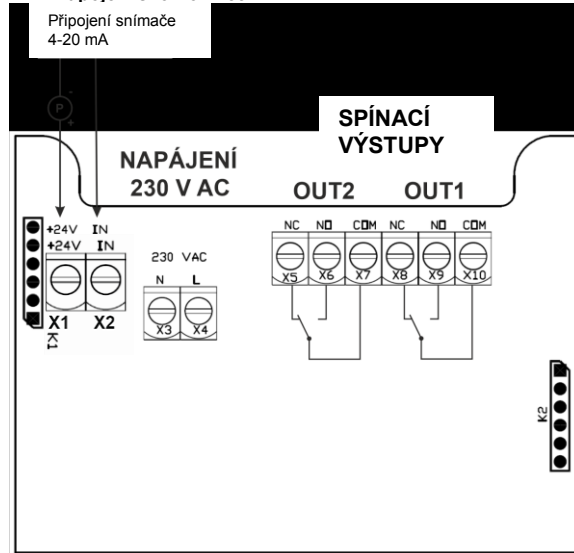 Připojení snímače
4-20 mA
-
P
+
SPÍNACÍ
VÝSTUPY
NAPÁJENÍ
230 V AC
OUT2 OUT1
+24V IN
+24V IN
230 VAC
N L
NC NO COM NC NO COM
X5 X6 X7 X8 X9 X10
X1 X2
X3 X4
K1
K2